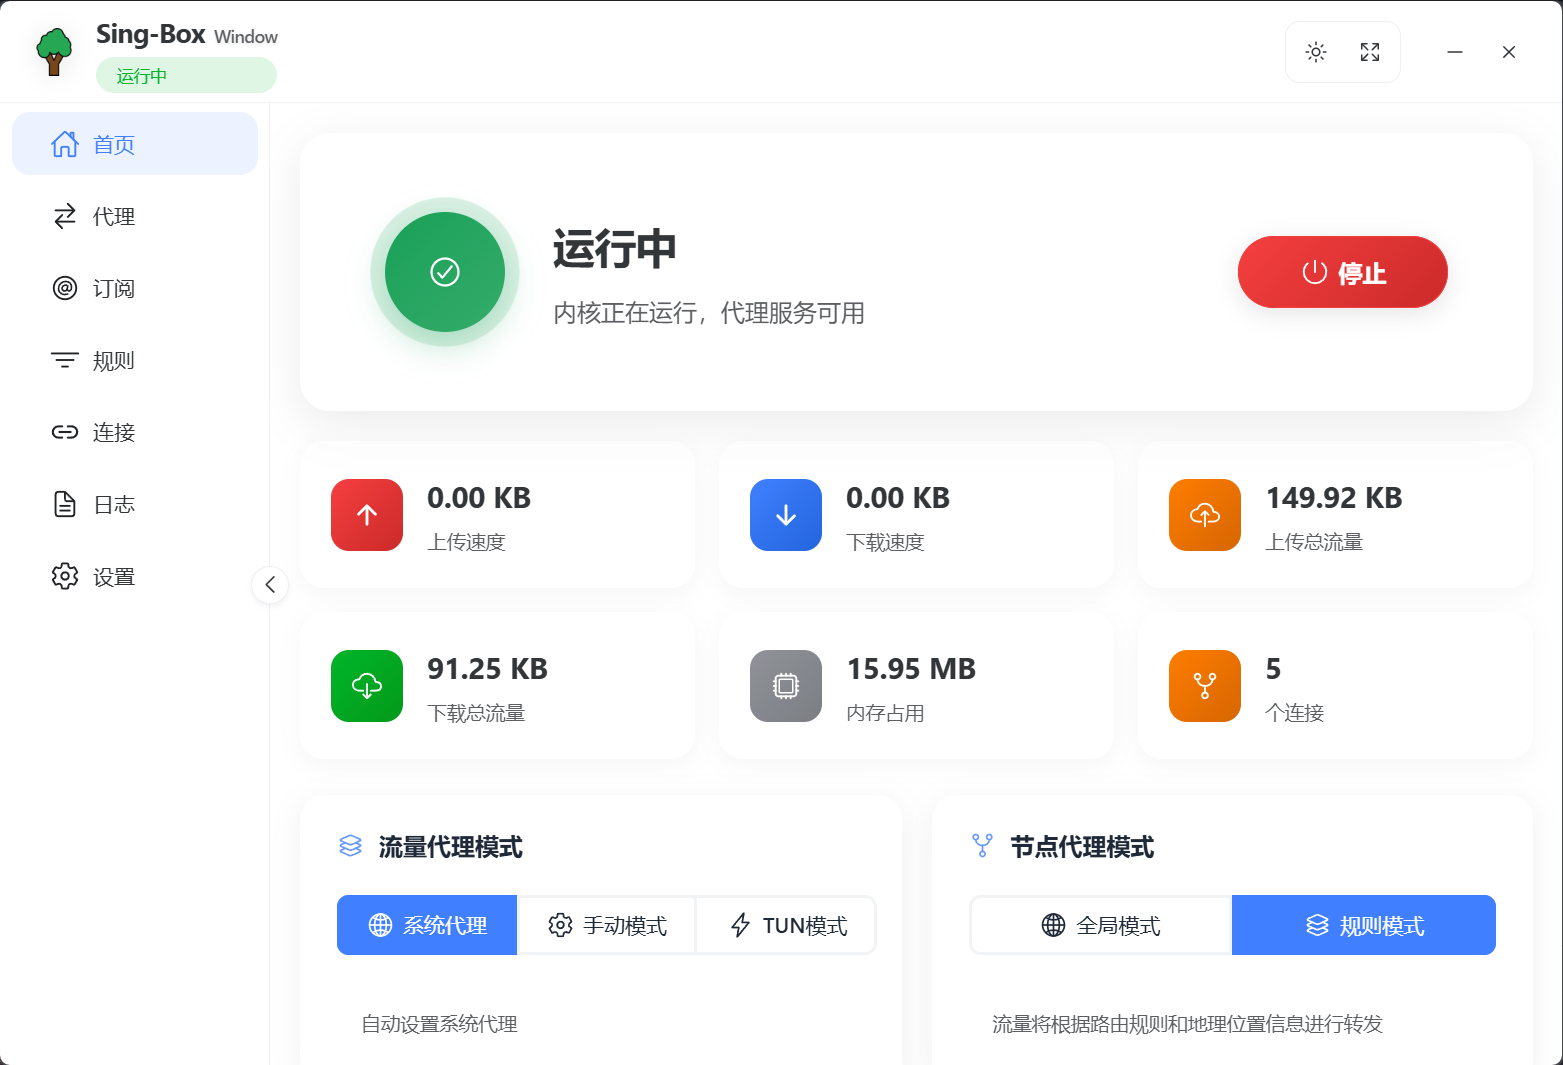 Sing-Box Window
运行中
首页
代理
订阅
规则
连接
日志
设置
运行中
内核正在运行，代理服务可用
停止
0.00 KB
上传速度
0.00 KB
下载速度
149.92 KB
上传总流量
91.25 KB
下载总流量
15.95 MB
内存占用
5
个连接
流量代理模式
系统代理
手动模式
TUN模式
自动设置系统代理
节点代理模式
全局模式
规则模式
流量将根据路由规则和地理位置信息进行转发